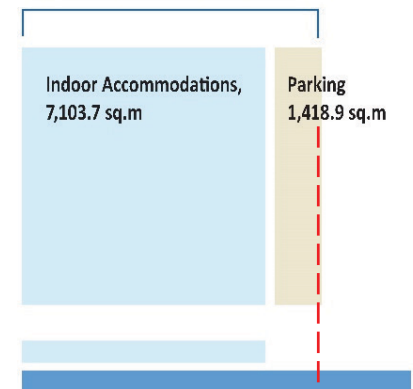 Indoor Accommodations,
7,103.7 sq.m
Parking
1,418.9 sq.m